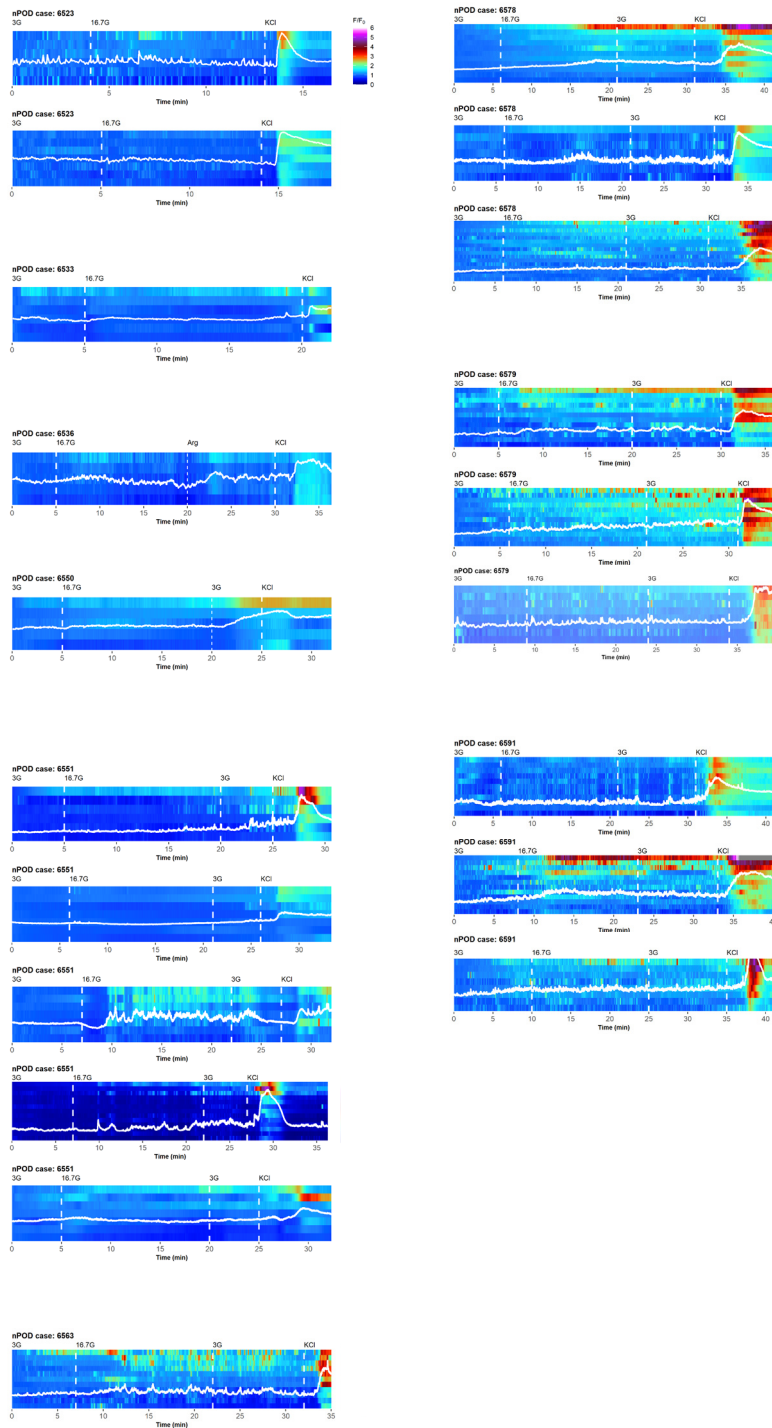 nPOD case: 6523
3G 16.7G KCl F/F0
6
5
4
3
2
1
0
0 5 10 15
Time (min)
nPOD case: 6523
3G 16.7G KCl
0 5 10 15
Time (min)
nPOD case: 6533
3G 16.7G KCl
0 5 10 15 20
Time (min)
nPOD case: 6536
3G 16.7G Arg KCl
0 5 10 15 20 25 30 35
Time (min)
nPOD case: 6550
3G 16.7G 3G KCl
0 5 10 15 20 25 30
Time (min)
nPOD case: 6551
3G 16.7G 3G KCl
0 5 10 15 20 25 30
Time (min)
nPOD case: 6551
3G 16.7G 3G KCl
0 5 10 15 20 25 30
Time (min)
nPOD case: 6551
3G 16.7G 3G KCl
0 5 10 15 20 25 30
Time (min)
nPOD case: 6551
3G 16.7G 3G KCl
0 5 10 15 20 25 30 35
Time (min)
nPOD case: 6551
3G 16.7G 3G KCl
0 5 10 15 20 25 30
Time (min)
nPOD case: 6563
3G 16.7G 3G KCl
0 5 10 15 20 25 30 35
Time (min)
nPOD case: 6578
3G 16.7G 3G KCl
0 5 10 15 20 25 30 35 40
Time (min)
nPOD case: 6578
3G 16.7G 3G KCl
0 5 10 15 20 25 30 35
Time (min)
nPOD case: 6578
3G 16.7G 3G KCl
0 5 10 15 20 25 30 35 40
Time (min)
nPOD case: 6579
3G 16.7G 3G KCl
0 5 10 15 20 25 30 35
Time (min)
nPOD case: 6579
3G 16.7G 3G KCl
0 5 10 15 20 25 30 35
Time (min)
nPOD case: 6579
3G 16.7G 3G KCl
0 5 10 15 20 25 30 35
Time (min)
nPOD case: 6591
3G 16.7G 3G KCl
0 5 10 15 20 25 30 35 40
Time (min)
nPOD case: 6591
3G 16.7G 3G KCl
0 5 10 15 20 25 30 35 40
Time (min)
nPOD case: 6591
3G 16.7G 3G KCl
0 5 10 15 20 25 30 35 40
Time (min)